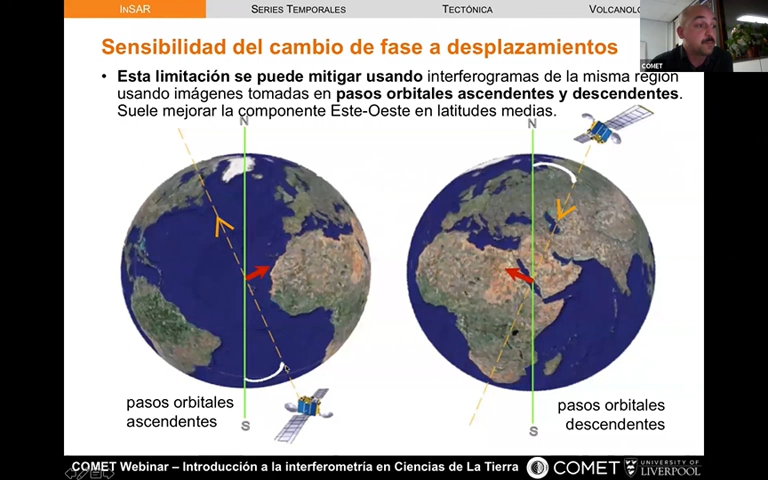 InSAR
SERIES TEMPORALES
TECTÓNICA
COMET
Sensibilidad del cambio de fase a desplazamientos
• Esta limitación se puede mitigar usando interferogramas de la misma región
usando imágenes tomadas en pasos orbitales ascendentes y descendentes.
Suele mejorar la componente Este-Oeste en latitudes medias.
N
N
pasos orbitales
ascendentes
S
pasos orbitales
descendentes
S
COMET Webinar – Introducción a la interferometría en Ciencias de La Tierra
COMET
UNIVERSITY OF
LIVERPOOL